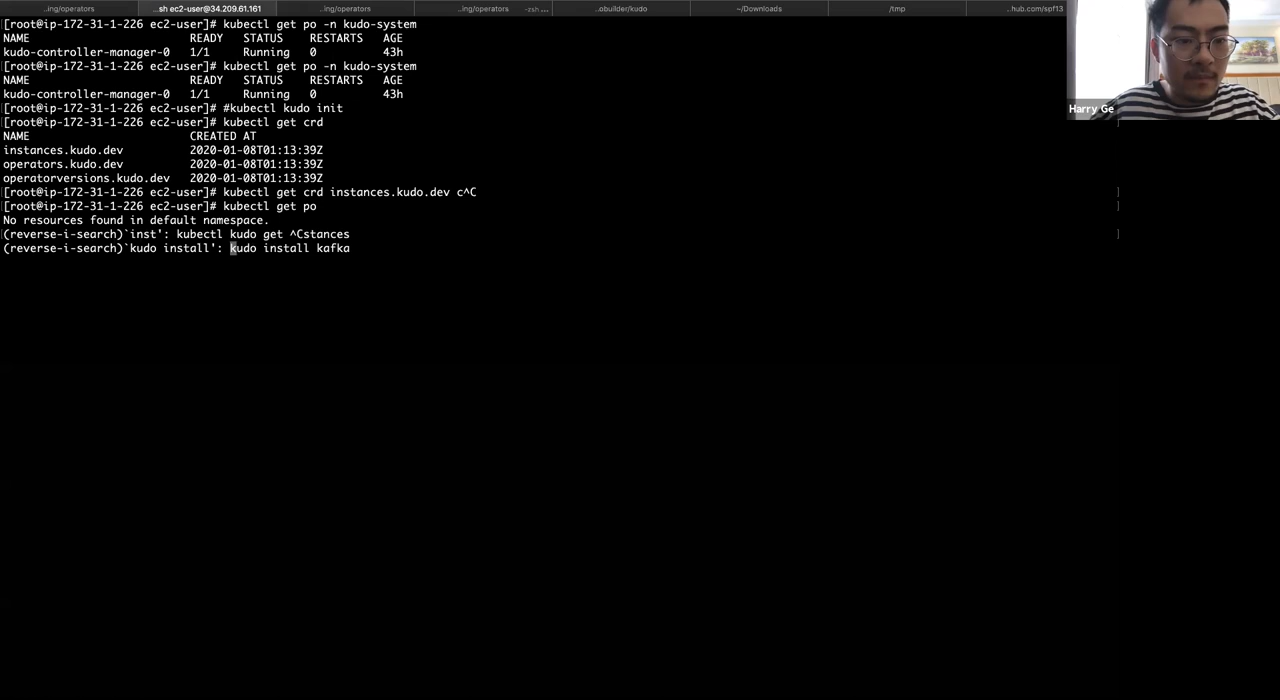 ..ing/operators ..sh ec2-user@34.209.61.161 ..ing/operators ..ing/operators -zsh ... ..obuilder/kudo ~/Downloads /tmp ..hub.com/spf13
[root@ip-172-31-1-226 ec2-user]# kubectl get po -n kudo-system
NAME READY STATUS RESTARTS AGE
kudo-controller-manager-0 1/1 Running 0 43h
[root@ip-172-31-1-226 ec2-user]# kubectl get po -n kudo-system
NAME READY STATUS RESTARTS AGE
kudo-controller-manager-0 1/1 Running 0 43h
[root@ip-172-31-1-226 ec2-user]# #kubectl kudo init
[root@ip-172-31-1-226 ec2-user]# kubectl get crd
NAME CREATED AT
instances.kudo.dev 2020-01-08T01:13:39Z
operators.kudo.dev 2020-01-08T01:13:39Z
operatorversions.kudo.dev 2020-01-08T01:13:39Z
[root@ip-172-31-1-226 ec2-user]# kubectl get crd instances.kudo.dev c^C
[root@ip-172-31-1-226 ec2-user]# kubectl get po
No resources found in default namespace.
(reverse-i-search)`inst': kubectl kudo get ^Cstances
(reverse-i-search)`kudo install': kudo install kafka
Harry Ge